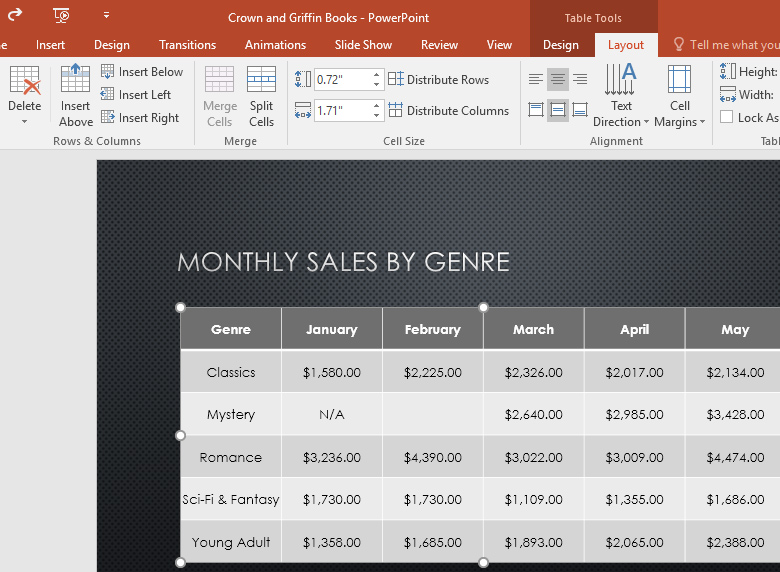 Crown and Griffin Books - PowerPoint
Table Tools
Insert Design Transitions Animations Slide Show Review View Design Layout Tell me what you
Delete
Insert Above
Insert Below
Insert Left
Insert Right
Rows & Columns
Merge Cells
Split Cells
Merge
0.72"
Distribute Rows
1.71"
Distribute Columns
Cell Size
Text Direction
Cell Margins
Alignment
Height:
Width:
Lock As
MONTHLY SALES BY GENRE
Genre January February March April May
Classics $1,580.00 $2,225.00 $2,326.00 $2,017.00 $2,134.00
Mystery N/A $2,640.00 $2,985.00 $3,428.00
Romance $3,236.00 $4,390.00 $3,022.00 $3,009.00 $4,474.00
Sci-Fi & Fantasy $1,730.00 $1,730.00 $1,109.00 $1,355.00 $1,686.00
Young Adult $1,358.00 $1,685.00 $1,893.00 $2,065.00 $2,388.00